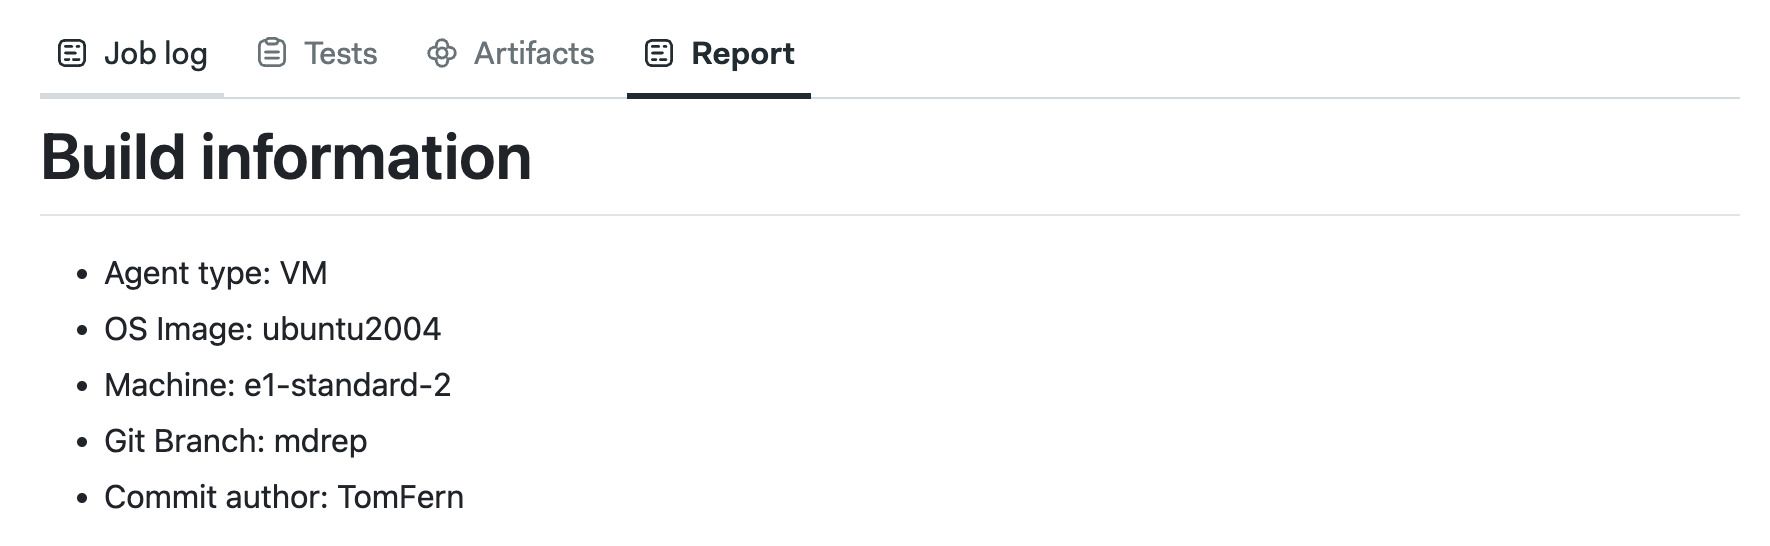 Job log Tests Artifacts Report
Build information
• Agent type: VM
• OS Image: ubuntu2004
• Machine: e1-standard-2
• Git Branch: mdrep
• Commit author: TomFern